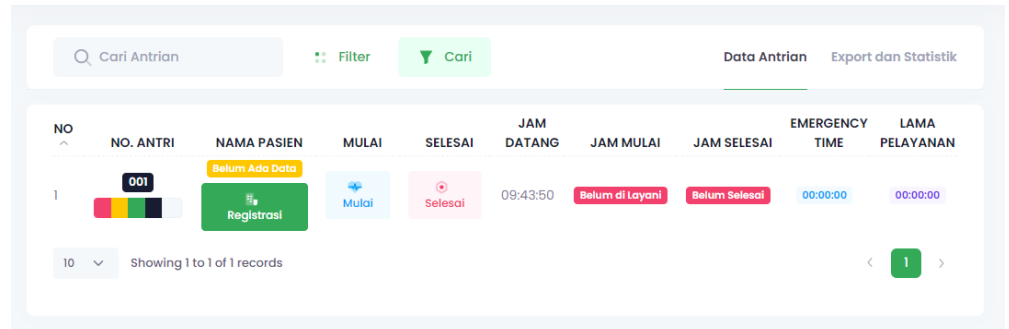 Cari Antrian
Filter
Cari
Data Antrian
Export dan Statistik
NO
NO. ANTRI
NAMA PASIEN
MULAI
SELESAI
JAM
DATANG
JAM MULAI
JAM SELESAI
EMERGENCY
TIME
LAMA
PELAYANAN
1
001
Belum Ada Data
Registrasi
Mulai
Selesai
09:43:50
Belum di Layani
Belum Selesai
00:00:00
00:00:00
10
Showing 1 to 1 of 1 records
1